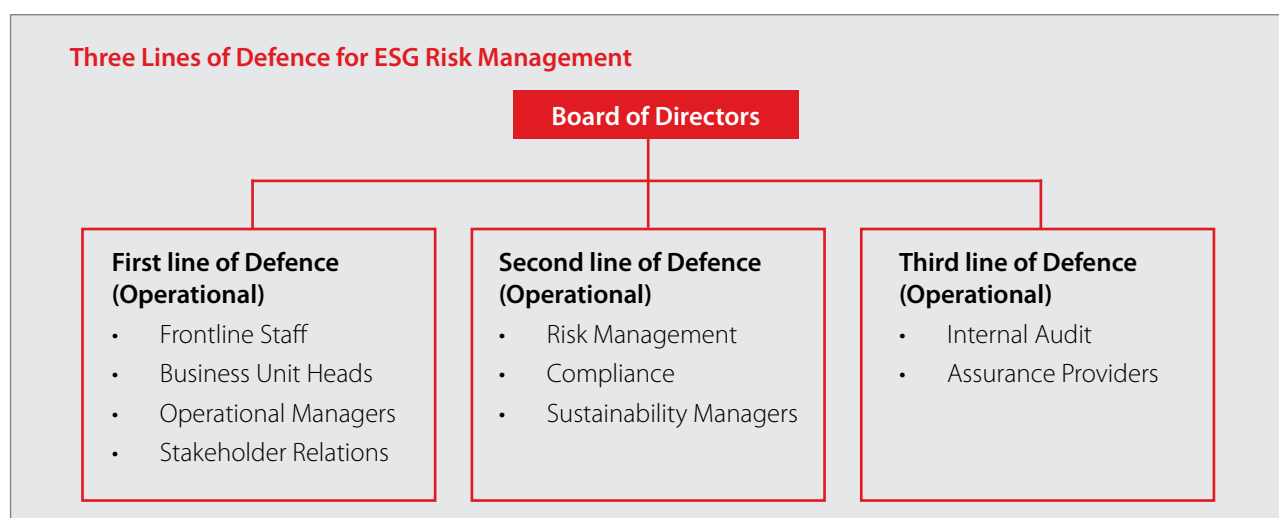 Three Lines of Defence for ESG Risk Management
Board of Directors
First line of Defence
(Operational)
• Frontline Staff
• Business Unit Heads
• Operational Managers
• Stakeholder Relations
Second line of Defence
(Operational)
• Risk Management
• Compliance
• Sustainability Managers
Third line of Defence
(Operational)
• Internal Audit
• Assurance Providers